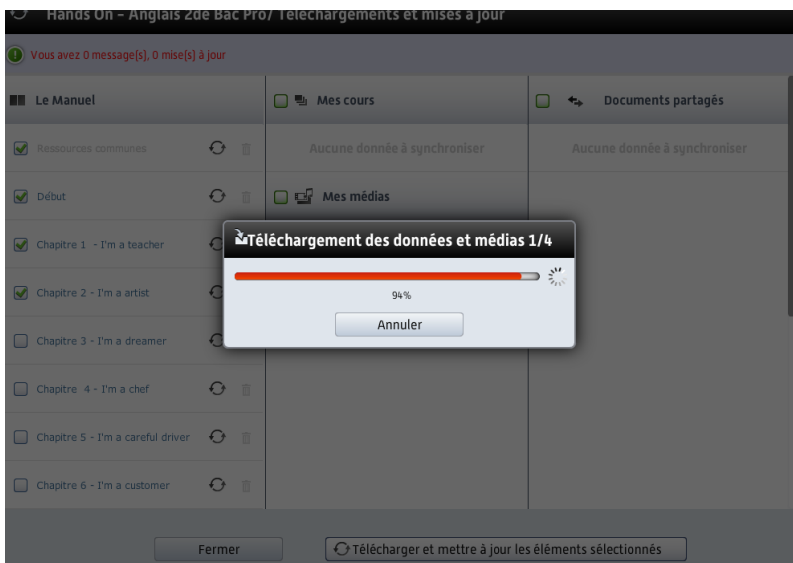 Hands On - Anglais 2de Bac Pro/ Téléchargements et mises à jour
Vous avez 0 message(s), 0 mise(s) à jour
Le Manuel
Mes cours
Documents partagés
Ressources communes
Aucune donnée à synchroniser
Aucune donnée à synchroniser
Début
Mes médias
Chapitre 1 - I'm a teacher
Téléchargement des données et médias 1/4
94%
Annuler
Chapitre 2 - I'm a artist
Chapitre 3 - I'm a dreamer
Chapitre 4 - I'm a chef
Chapitre 5 - I'm a careful driver
Chapitre 6 - I'm a customer
Fermer
Télécharger et mettre à jour les éléments sélectionnés